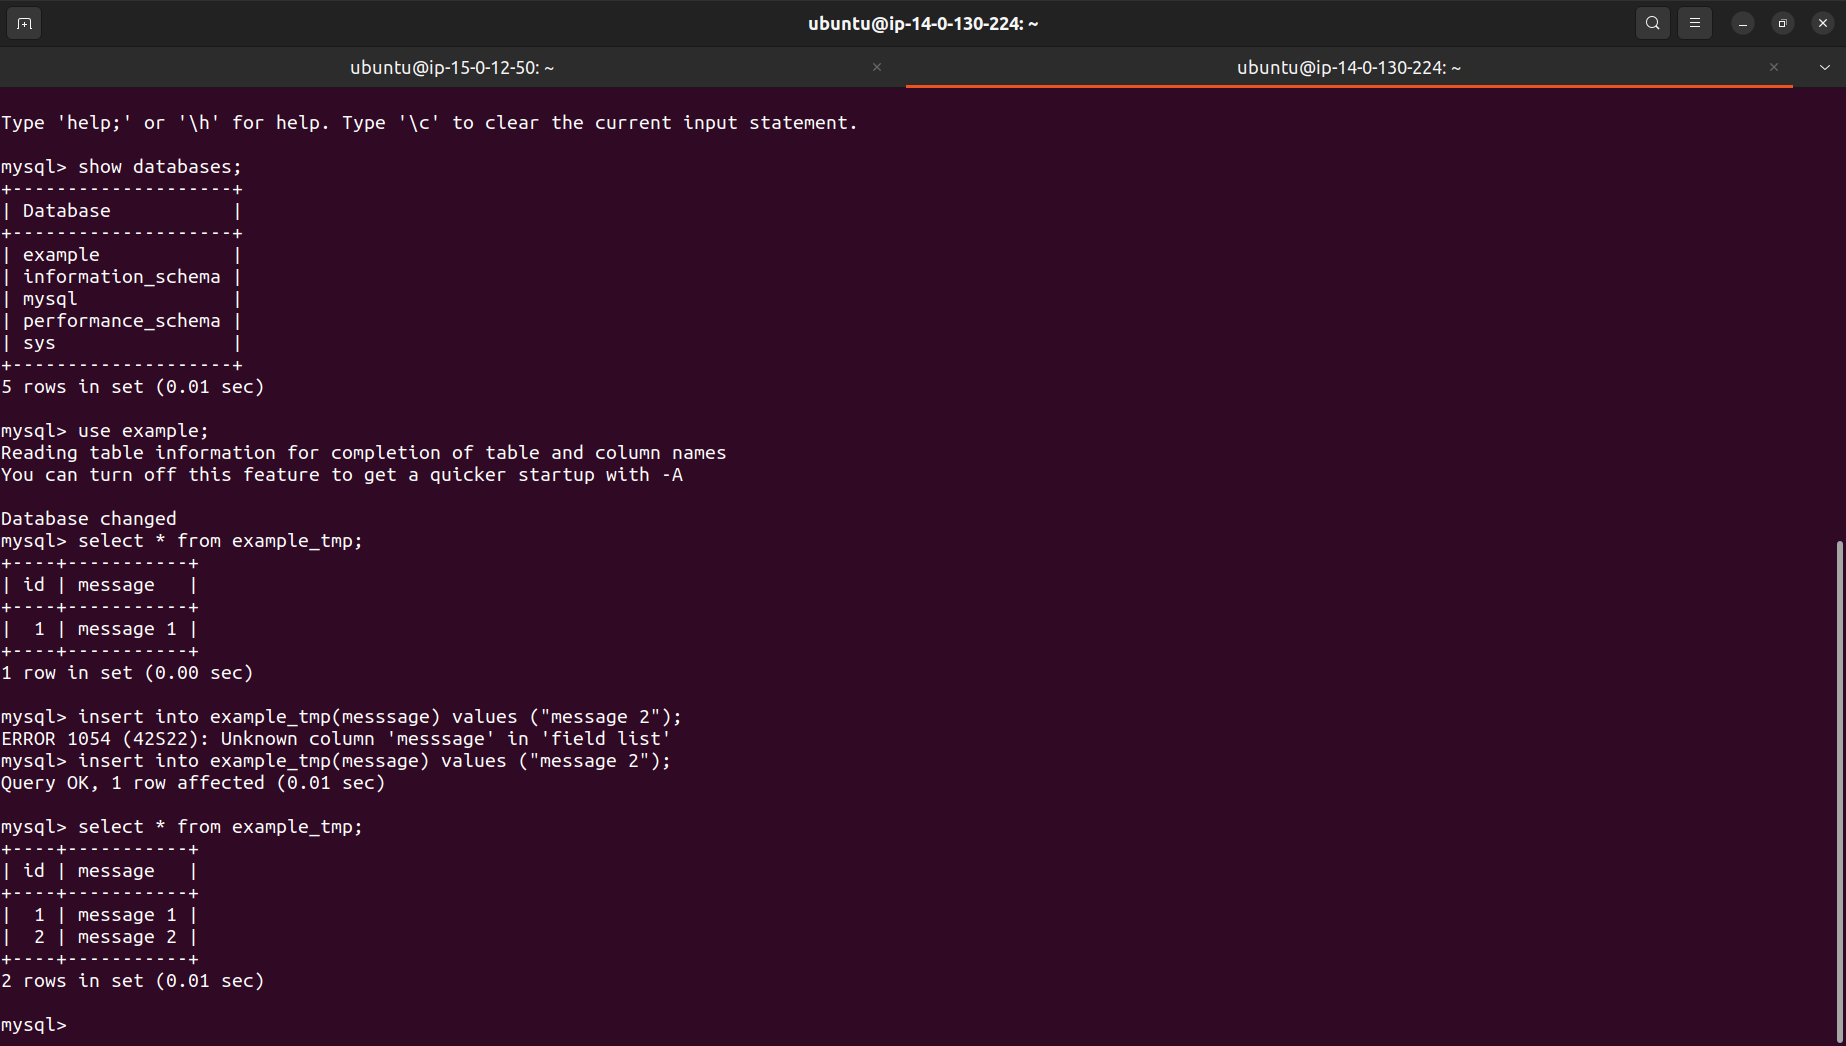 ubuntu@ip-14-0-130-224: ~
ubuntu@ip-15-0-12-50: ~
ubuntu@ip-14-0-130-224: ~
Type 'help;' or '\h' for help. Type '\c' to clear the current input statement.
mysql> show databases;
+--------------------+
| Database           |
+--------------------+
| example            |
| information_schema |
| mysql              |
| performance_schema |
| sys                |
+--------------------+
5 rows in set (0.01 sec)
mysql> use example;
Reading table information for completion of table and column names
You can turn off this feature to get a quicker startup with -A
Database changed
mysql> select * from example_tmp;
+----+-----------+
| id | message   |
+----+-----------+
|  1 | message 1 |
+----+-----------+
1 row in set (0.00 sec)
mysql> insert into example_tmp(messsage) values ("message 2");
ERROR 1054 (42S22): Unknown column 'messsage' in 'field list'
mysql> insert into example_tmp(message) values ("message 2");
Query OK, 1 row affected (0.01 sec)
mysql> select * from example_tmp;
+----+-----------+
| id | message   |
+----+-----------+
|  1 | message 1 |
|  2 | message 2 |
+----+-----------+
2 rows in set (0.01 sec)
mysql>